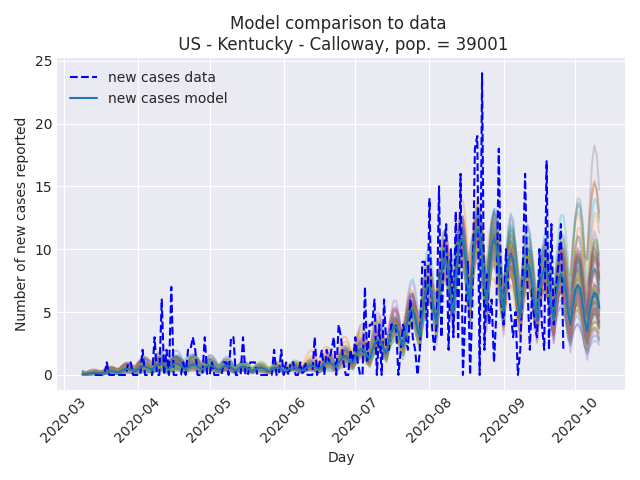 Model comparison to data
US - Kentucky - Calloway, pop. = 39001
25
20
15
10
5
0
new cases data
new cases model
Number of new cases reported
2020-03
2020-04
2020-05
2020-06
2020-07
2020-08
2020-09
2020-10
Day